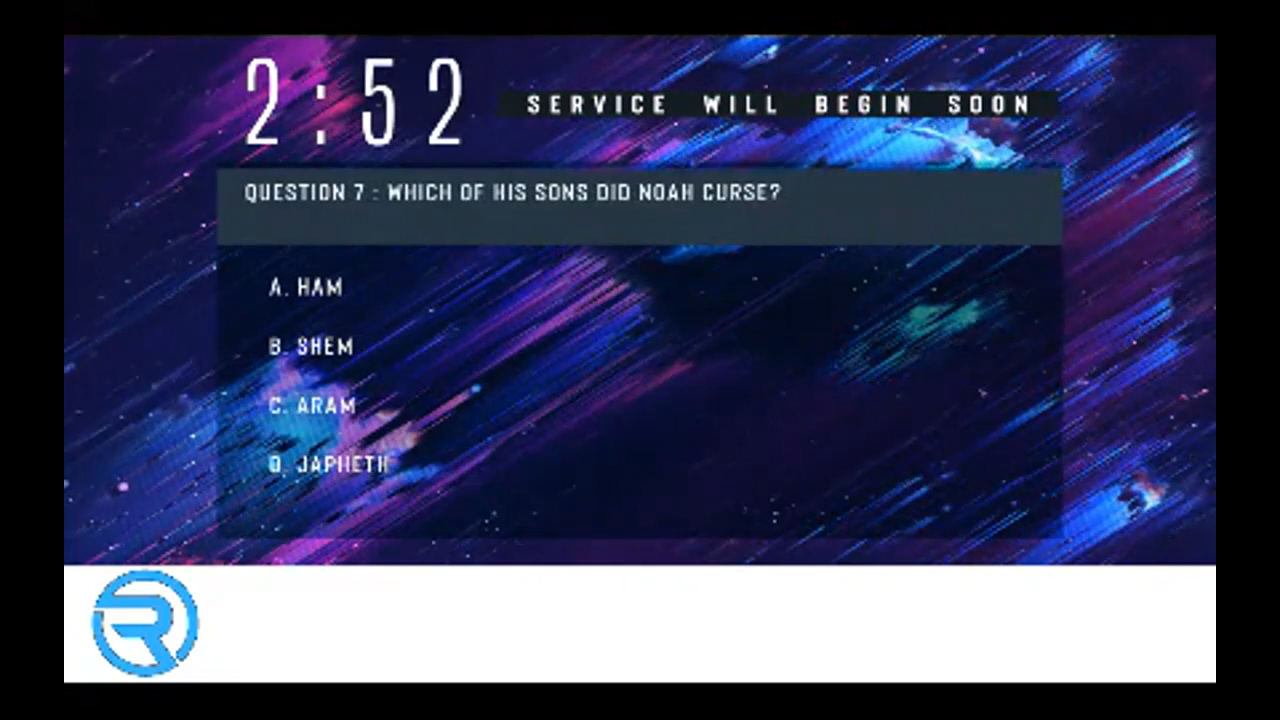 2:52
SERVICE WILL BEGIN SOON
QUESTION 7 : WHICH OF HIS SONS DID NOAH CURSE?
A. HAM
B. SHEM
C. ARAM
D. JAPHETH
R